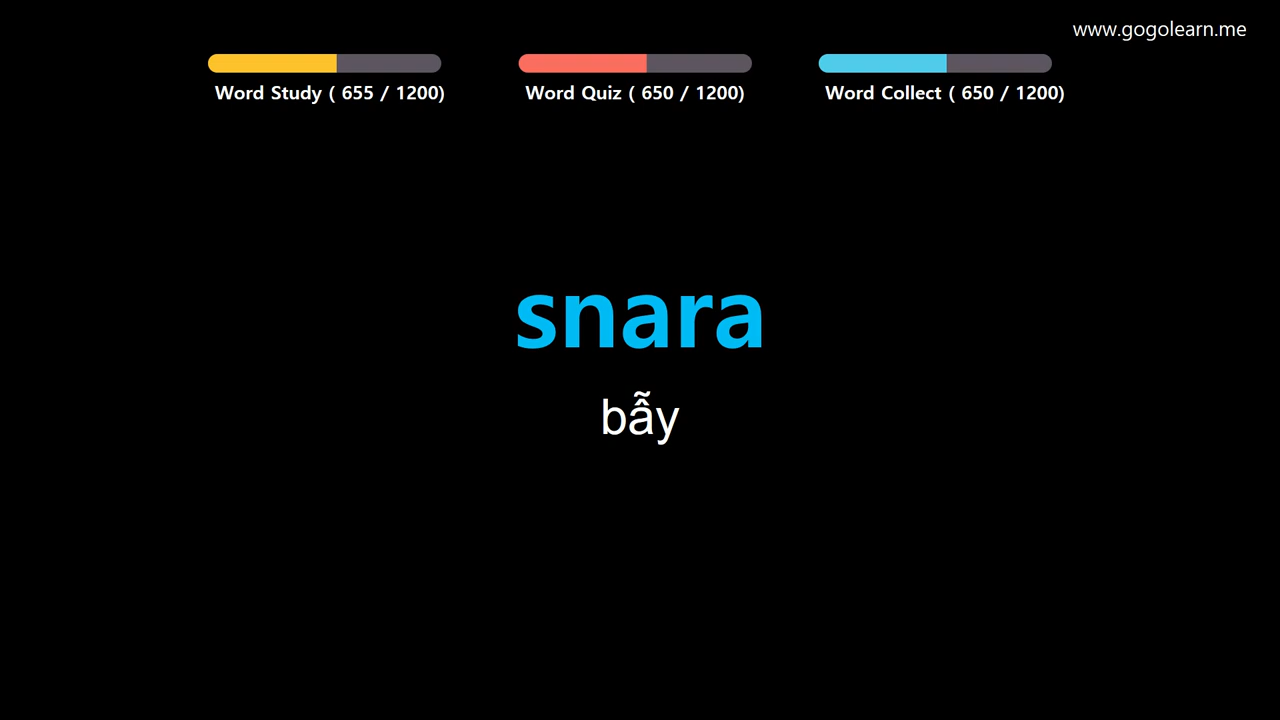 www.gogolearn.me
Word Study ( 655 / 1200)
Word Quiz ( 650 / 1200)
Word Collect ( 650 / 1200)
snara
bẫy